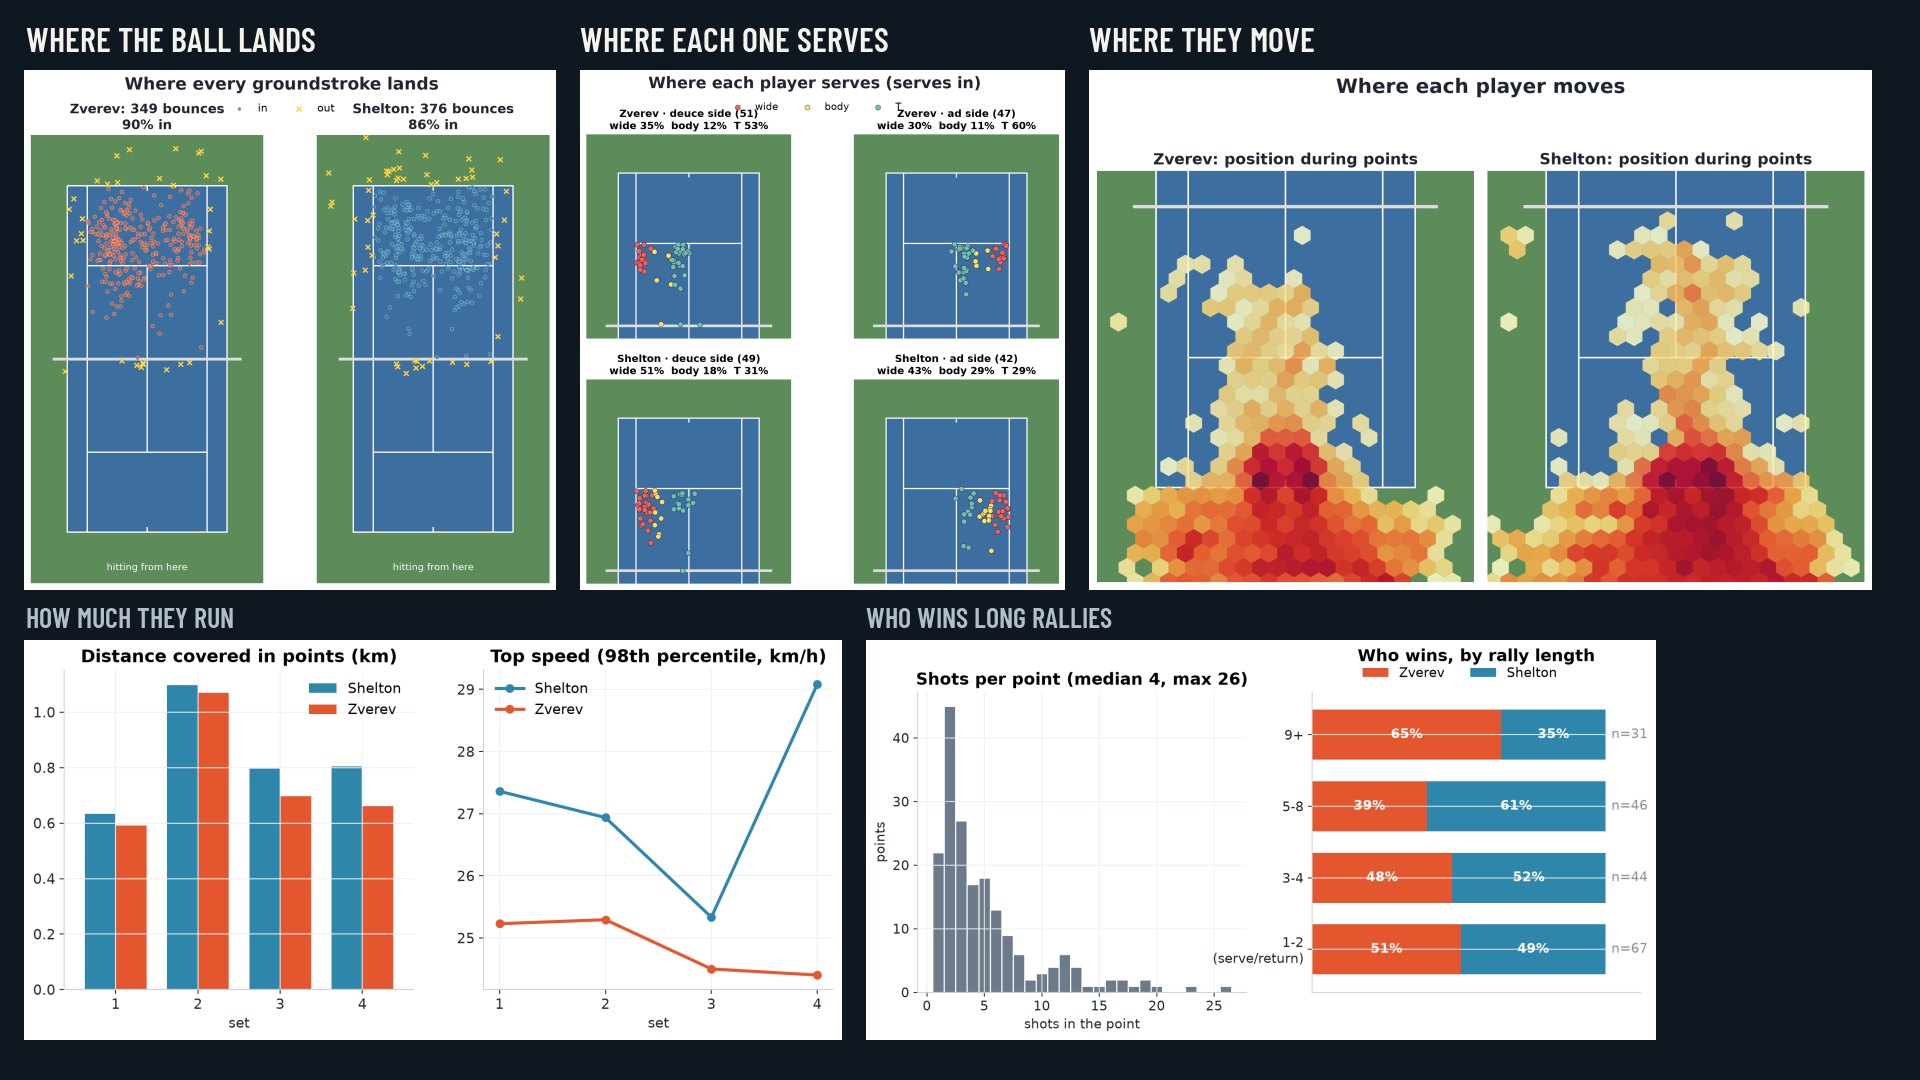 WHERE THE BALL LANDS
WHERE EACH ONE SERVES
WHERE THEY MOVE
Where every groundstroke lands
Zverev: 349 bounces
90% in
in
out
Shelton: 376 bounces
86% in
hitting from here
hitting from here
Where each player serves (serves in)
wide
body
T
Zverev · deuce side (51)
wide 35% body 12% T 53%
Zverev · ad side (47)
wide 30% body 11% T 60%
Shelton · deuce side (49)
wide 51% body 18% T 31%
Shelton · ad side (42)
wide 43% body 29% T 29%
Where each player moves
Zverev: position during points
Shelton: position during points
HOW MUCH THEY RUN
WHO WINS LONG RALLIES
Distance covered in points (km)
Shelton
Zverev
1.0
0.8
0.6
0.4
0.2
0.0
1
2
3
4
set
Top speed (98th percentile, km/h)
Shelton
Zverev
29
28
27
26
25
1
2
3
4
set
Shots per point (median 4, max 26)
points
40
30
20
10
0
0
5
10
15
20
25
shots in the point
Who wins, by rally length
Zverev
Shelton
9+
65%
35%
n=31
5-8
39%
61%
n=46
3-4
48%
52%
n=44
1-2
(serve/return)
51%
49%
n=67